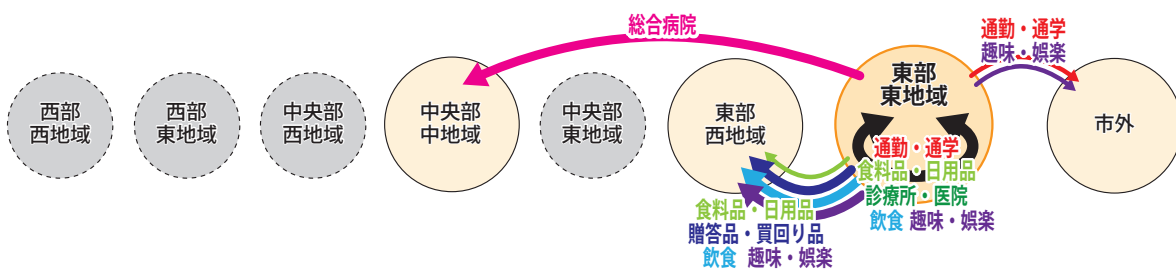 総合病院
通勤・通学
趣味・娯楽
西部
西地域
西部
東地域
中央部
西地域
中央部
中地域
中央部
東地域
東部
西地域
東部
東地域
市外
通勤・通学
食料品・日用品
診療所・医院
飲食 趣味・娯楽
食料品・日用品
贈答品・買回り品
飲食 趣味・娯楽